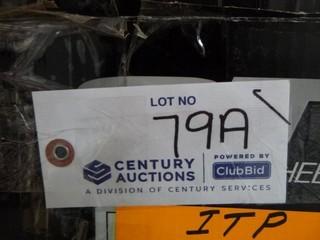 LOT NO
79A
CENTURY AUCTIONS
POWERED BY
ClubBid
A DIVISION OF CENTURY SERVICES
ITP